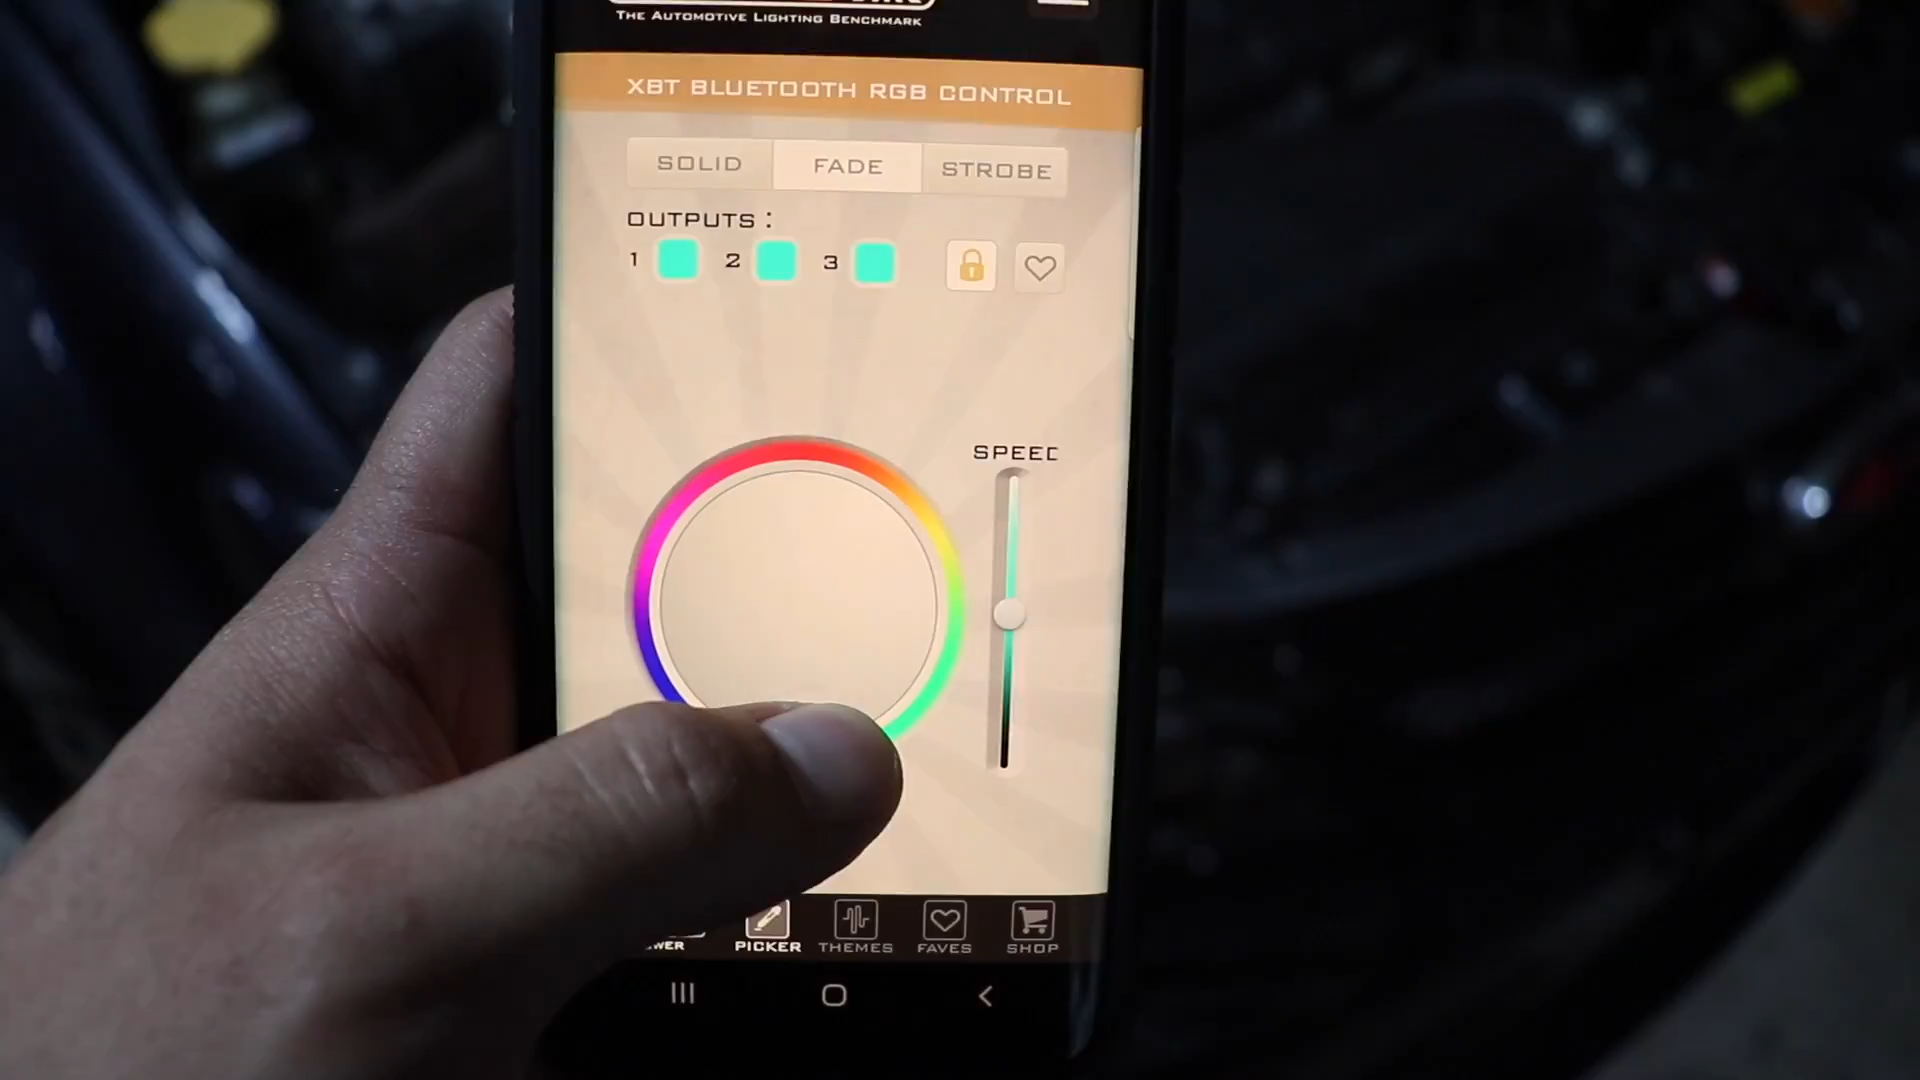 THE AUTOMOTIVE LIGHTING BENCHMARK
XBT BLUETOOTH RGB CONTROL
SOLID FADE STROBE
OUTPUTS :
1 2 3
SPEED
PICKER THEMES FAVES SHOP